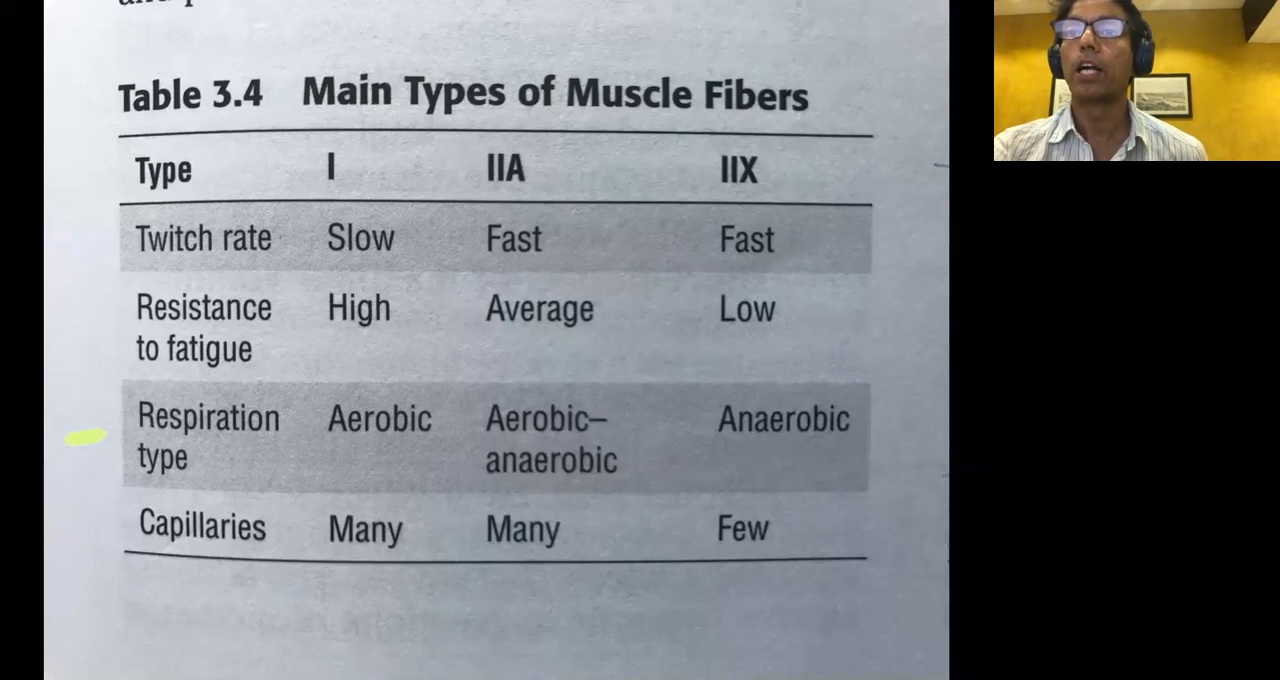 Table 3.4 Main Types of Muscle Fibers
Type I IIA IIX
Twitch rate Slow Fast Fast
Resistance High Average Low
to fatigue
Respiration Aerobic Aerobic– Anaerobic
type anaerobic
Capillaries Many Many Few